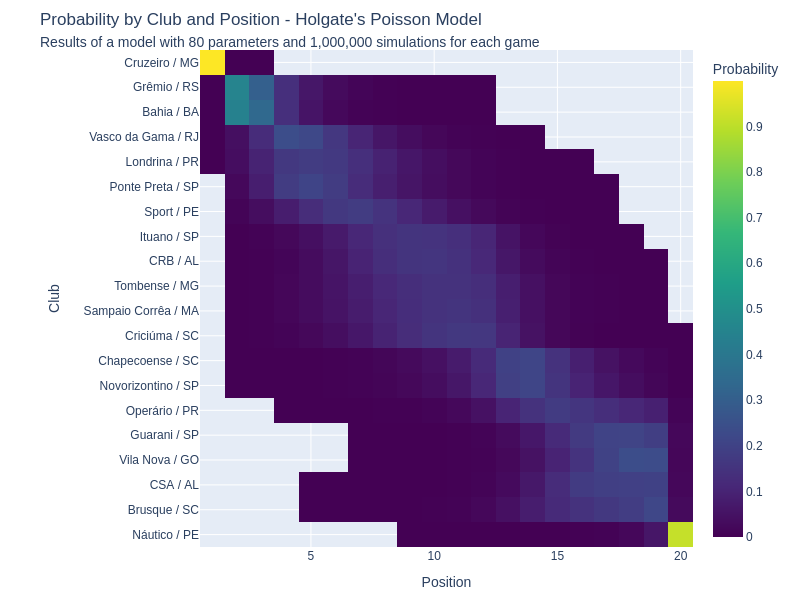 Probability by Club and Position - Holgate's Poisson Model
Results of a model with 80 parameters and 1,000,000 simulations for each game
Probability
Cruzeiro / MG
Grêmio / RS
Bahia / BA
Vasco da Gama / RJ
Londrina / PR
Ponte Preta / SP
Sport / PE
Ituano / SP
CRB / AL
Tombense / MG
Sampaio Corrêa / MA
Criciúma / SC
Chapecoense / SC
Novorizontino / SP
Operário / PR
Guarani / SP
Vila Nova / GO
CSA / AL
Brusque / SC
Náutico / PE
Club
5
10
15
20
Position
0.9
0.8
0.7
0.6
0.5
0.4
0.3
0.2
0.1
0